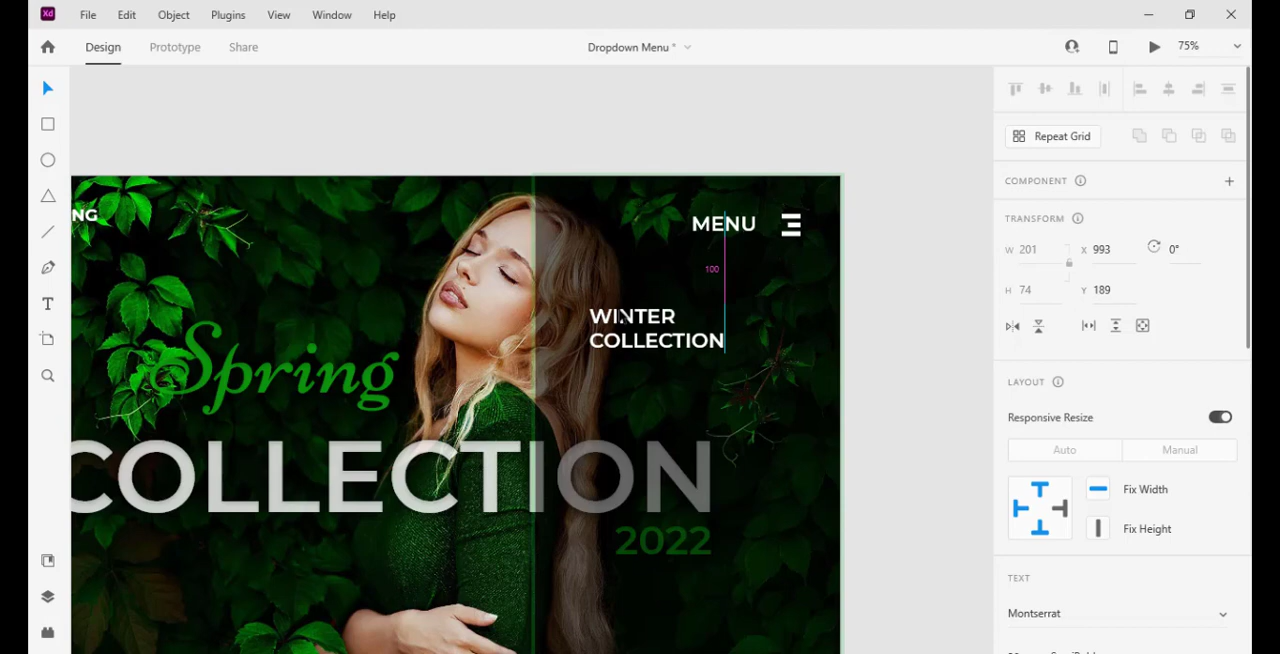 Xd File Edit Object Plugins View Window Help
Design Prototype Share Dropdown Menu * 75%
Repeat Grid
COMPONENT
TRANSFORM
W 201 X 993 0°
H 74 Y 189
LAYOUT
Responsive Resize
Auto Manual
Fix Width
Fix Height
TEXT
Montserrat
NG
MENU
100
WINTER
COLLECTION
Spring
COLLECTION
2022